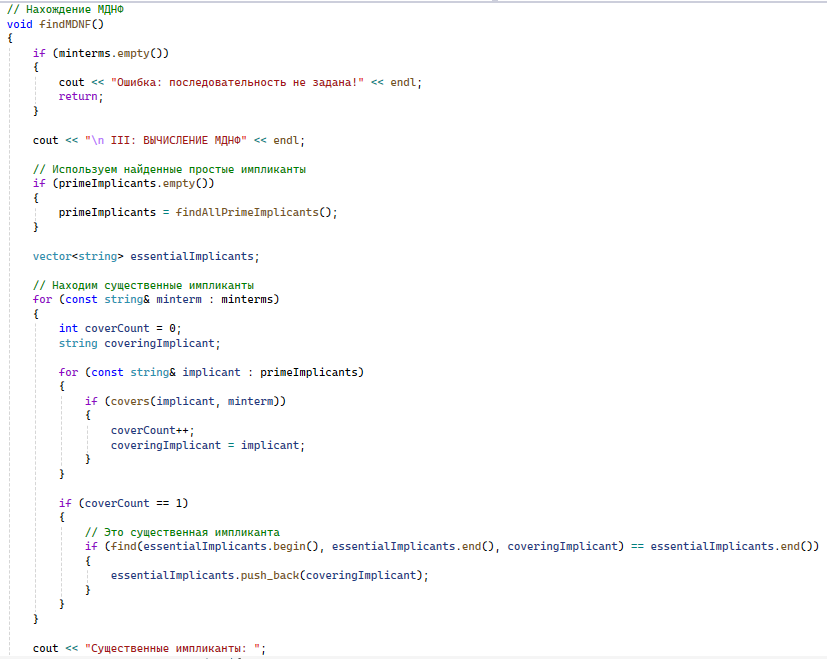 // Нахождение МДНФ
void findMDNF()
{
    if (minterms.empty())
    {
        cout << "Ошибка: последовательность не задана!" << endl;
        return;
    }

    cout << "\n III: ВЫЧИСЛЕНИЕ МДНФ" << endl;

    // Используем найденные простые импликанты
    if (primeImplicants.empty())
    {
        primeImplicants = findAllPrimeImplicants();
    }

    vector<string> essentialImplicants;

    // Находим существенные импликанты
    for (const string& minterm : minterms)
    {
        int coverCount = 0;
        string coveringImplicant;

        for (const string& implicant : primeImplicants)
        {
            if (covers(implicant, minterm))
            {
                coverCount++;
                coveringImplicant = implicant;
            }
        }

        if (coverCount == 1)
        {
            // Это существенная импликанта
            if (find(essentialImplicants.begin(), essentialImplicants.end(), coveringImplicant) == essentialImplicants.end())
            {
                essentialImplicants.push_back(coveringImplicant);
            }
        }
    }

    cout << "Существенные импликанты: ";